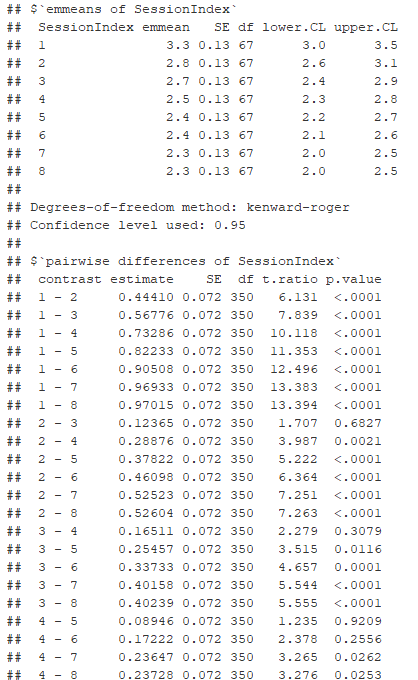 ## $`emmeans of SessionIndex`
##  SessionIndex emmean   SE df lower.CL upper.CL
##  1               3.3 0.13 67      3.0      3.5
##  2               2.8 0.13 67      2.6      3.1
##  3               2.7 0.13 67      2.4      2.9
##  4               2.5 0.13 67      2.3      2.8
##  5               2.4 0.13 67      2.2      2.7
##  6               2.4 0.13 67      2.1      2.6
##  7               2.3 0.13 67      2.0      2.5
##  8               2.3 0.13 67      2.0      2.5
##
## Degrees-of-freedom method: kenward-roger
## Confidence level used: 0.95
##
## $`pairwise differences of SessionIndex`
##  contrast estimate    SE  df t.ratio p.value
##  1 - 2     0.44410 0.072 350   6.131  <.0001
##  1 - 3     0.56776 0.072 350   7.839  <.0001
##  1 - 4     0.73286 0.072 350  10.118  <.0001
##  1 - 5     0.82233 0.072 350  11.353  <.0001
##  1 - 6     0.90508 0.072 350  12.496  <.0001
##  1 - 7     0.96933 0.072 350  13.383  <.0001
##  1 - 8     0.97015 0.072 350  13.394  <.0001
##  2 - 3     0.12365 0.072 350   1.707  0.6827
##  2 - 4     0.28876 0.072 350   3.987  0.0021
##  2 - 5     0.37822 0.072 350   5.222  <.0001
##  2 - 6     0.46098 0.072 350   6.364  <.0001
##  2 - 7     0.52523 0.072 350   7.251  <.0001
##  2 - 8     0.52604 0.072 350   7.263  <.0001
##  3 - 4     0.16511 0.072 350   2.279  0.3079
##  3 - 5     0.25457 0.072 350   3.515  0.0116
##  3 - 6     0.33733 0.072 350   4.657  0.0001
##  3 - 7     0.40158 0.072 350   5.544  <.0001
##  3 - 8     0.40239 0.072 350   5.555  <.0001
##  4 - 5     0.08946 0.072 350   1.235  0.9209
##  4 - 6     0.17222 0.072 350   2.378  0.2556
##  4 - 7     0.23647 0.072 350   3.265  0.0262
##  4 - 8     0.23728 0.072 350   3.276  0.0253